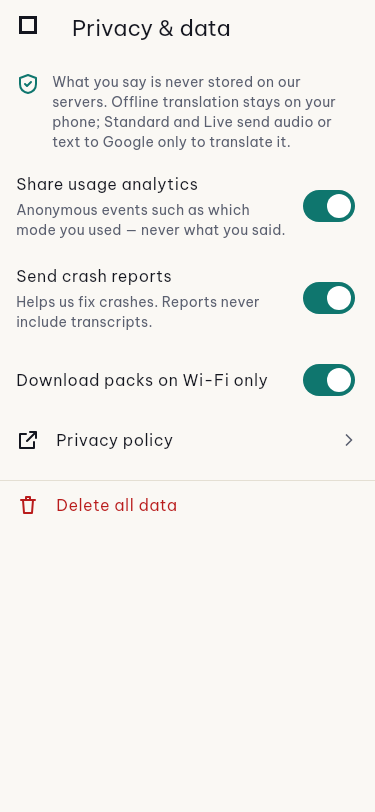 Privacy & data
What you say is never stored on our
servers. Offline translation stays on your
phone; Standard and Live send audio or
text to Google only to translate it.
Share usage analytics
Anonymous events such as which
mode you used — never what you said.
Send crash reports
Helps us fix crashes. Reports never
include transcripts.
Download packs on Wi-Fi only
Privacy policy
Delete all data